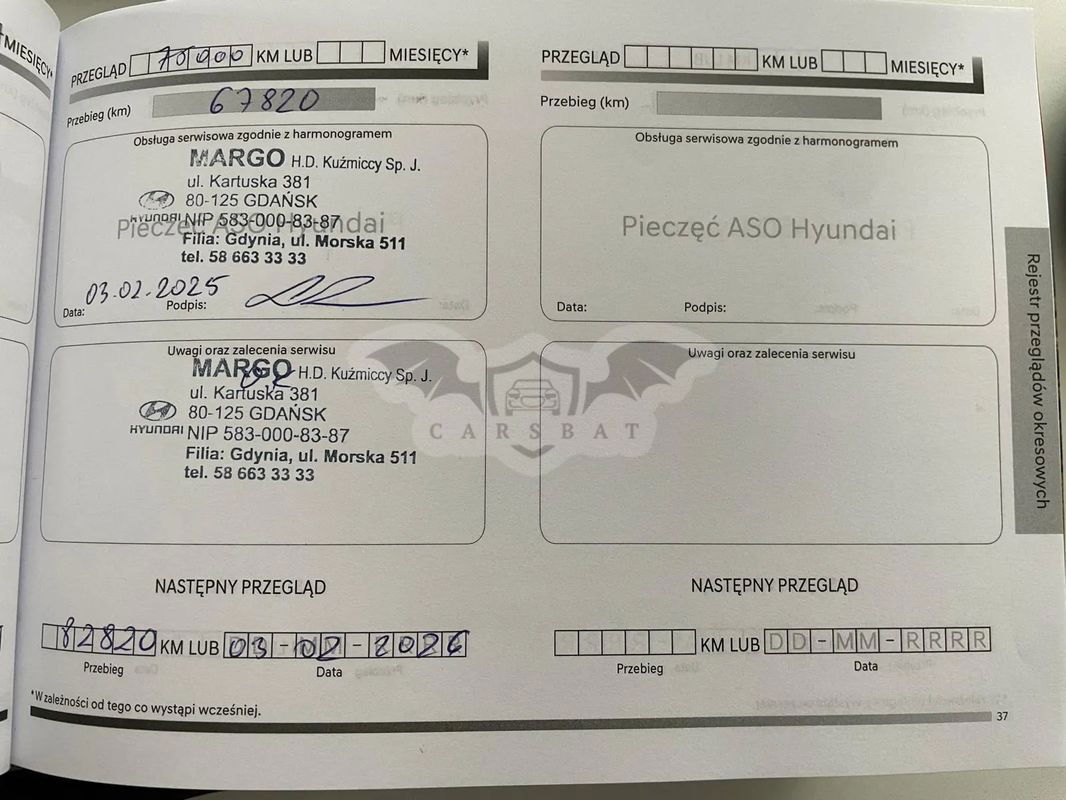 MIESIĘCY*
PRZEGLĄD 75000 KM LUB MIESIĘCY*
Przebieg (km) 67820
Obsługa serwisowa zgodnie z harmonogramem
MARGO H.D. Kuźmiccy Sp. J.
ul. Kartuska 381
80-125 GDAŃSK
HYUNDAI NIP 583-000-83-87
Pieczęć ASO Hyundai
Filia: Gdynia, ul. Morska 511
tel. 58 663 33 33
Data: 03.02.2025 Podpis:
Uwagi oraz zalecenia serwisu
MARGO H.D. Kuźmiccy Sp. J.
ul. Kartuska 381
80-125 GDAŃSK
HYUNDAI NIP 583-000-83-87
Filia: Gdynia, ul. Morska 511
tel. 58 663 33 33
NASTĘPNY PRZEGLĄD
82820 KM LUB 03-02-2026
Przebieg Data
*W zależności od tego co wystąpi wcześniej.
PRZEGLĄD KM LUB MIESIĘCY*
Przebieg (km)
Obsługa serwisowa zgodnie z harmonogramem
Pieczęć ASO Hyundai
Data: Podpis:
Uwagi oraz zalecenia serwisu
NASTĘPNY PRZEGLĄD
KM LUB DD-MM-RRRR
Przebieg Data
37
Rejestr przeglądów okresowych
CARSBAT